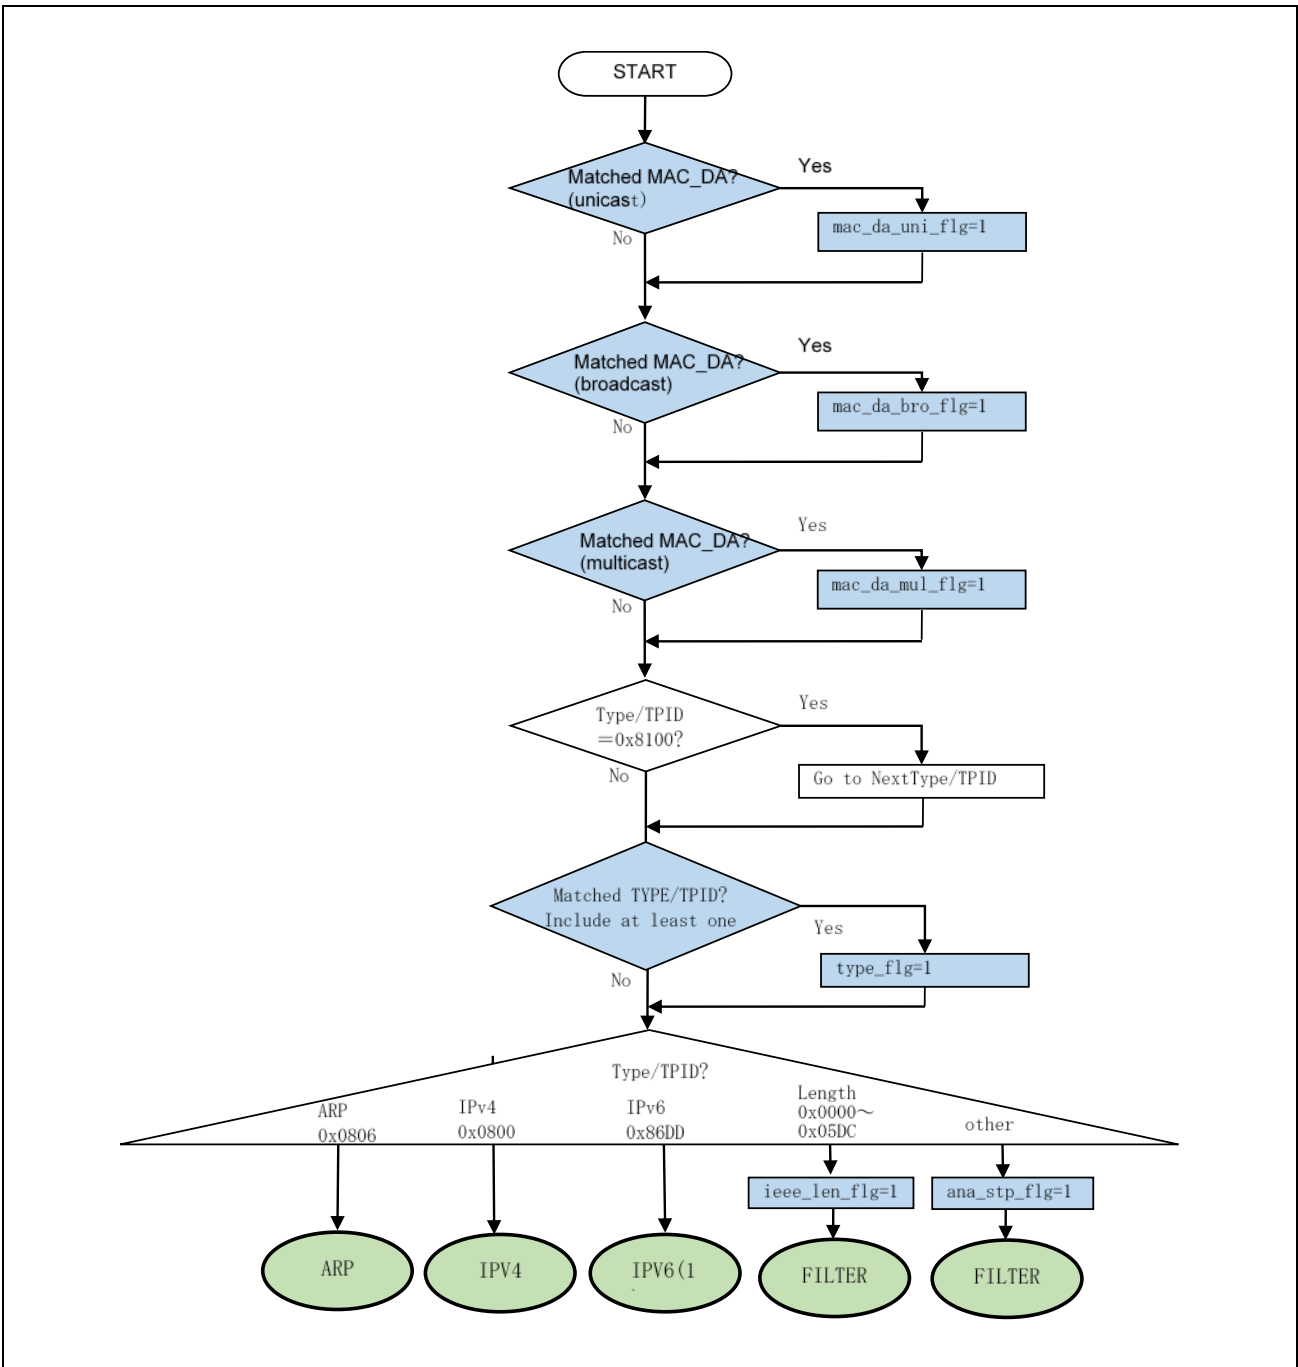 START
Matched MAC_DA?
(unicast)
Yes
mac_da_uni_flg=1
No
Matched MAC_DA?
(broadcast)
Yes
mac_da_bro_flg=1
No
Matched MAC_DA?
(multicast)
Yes
mac_da_mul_flg=1
No
Type/TPID
＝0x8100?
Yes
Go to NextType/TPID
No
Matched TYPE/TPID?
Include at least one
Yes
type_flg=1
No
Type/TPID?
ARP
0x0806
IPv4
0x0800
IPv6
0x86DD
Length
0x0000～
0x05DC
other
ieee_len_flg=1
ana_stp_flg=1
ARP
IPV4
IPV6(1
FILTER
FILTER